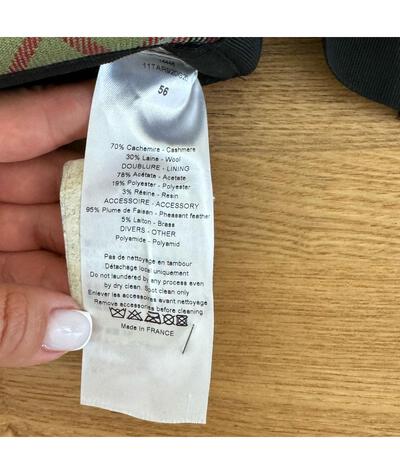 56
70% Cachemire - Cashmere
30% Laine - Wool
DOUBLURE - LINING
78% Acétate - Acetate
19% Polyester - Polyester
3% Résine - Resin
ACCESSOIRE - ACCESSORY
95% Plume de Faisan - Pheasant feather
5% Laiton - Brass
DIVERS - OTHER
Polyamide - Polyamid
Pas de nettoyage en tambour
Détachage local uniquement
Do not laundered by any process even
by dry clean. Spot clean only
Enlever les accessoires avant nettoyage
Remove accessories before cleaning
Made in FRANCE